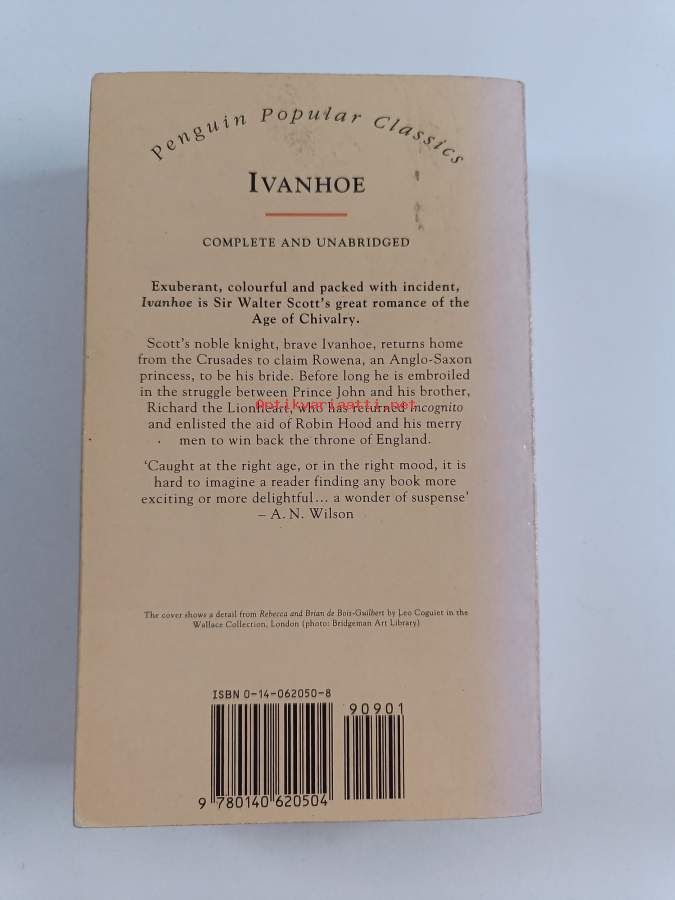 Penguin Popular Classics
IVANHOE
COMPLETE AND UNABRIDGED
Exuberant, colourful and packed with incident,
Ivanhoe is Sir Walter Scott's great romance of the
Age of Chivalry.
Scott's noble knight, brave Ivanhoe, returns home
from the Crusades to claim Rowena, an Anglo-Saxon
princess, to be his bride. Before long he is embroiled
in the struggle between Prince John and his brother,
Richard the Lionheart, who has returned incognito
Antikvariaatti.net
and enlisted the aid of Robin Hood and his merry
men to win back the throne of England.
‘Caught at the right age, or in the right mood, it is
hard to imagine a reader finding any book more
exciting or more delightful... a wonder of suspense’
– A. N. Wilson
The cover shows a detail from Rebecca and Brian de Bois-Guilbert by Leo Coguiet in the
Wallace Collection, London (photo: Bridgeman Art Library)
ISBN 0-14-062050-8
90901
9 780140 620504